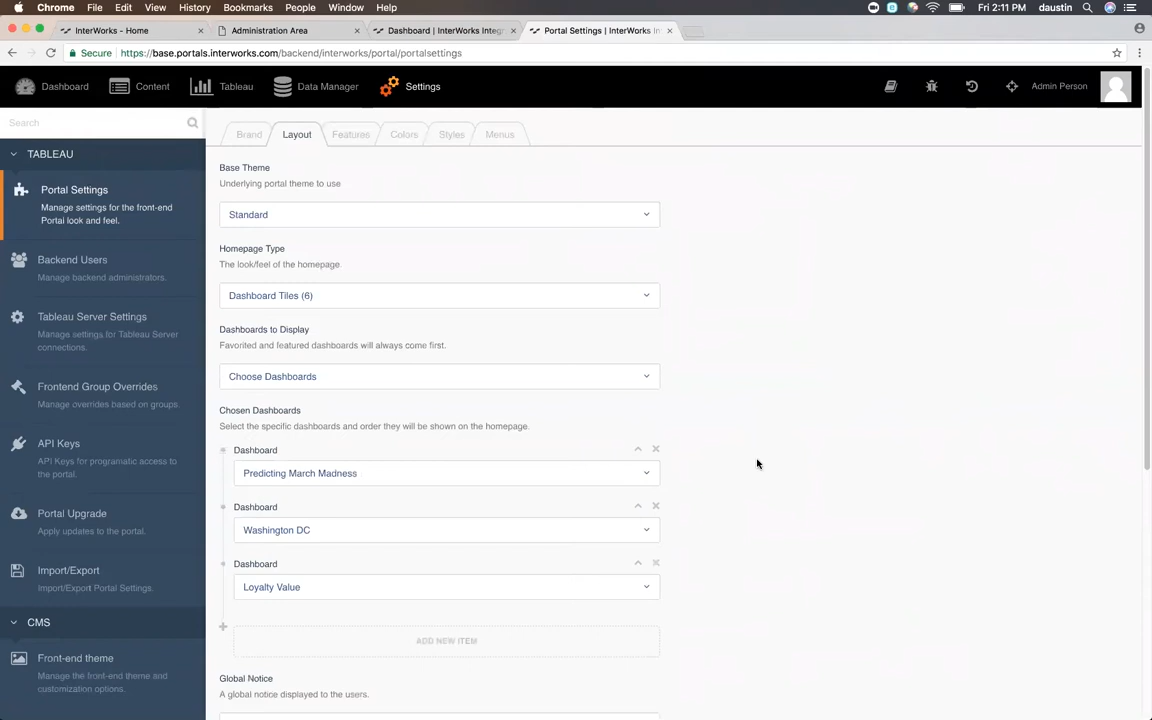 Chrome File Edit View History Bookmarks People Window Help Fri 2:11 PM daustin
InterWorks - Home Administration Area Dashboard | InterWorks Integ Portal Settings | InterWorks In
Secure https://base.portals.interworks.com/backend/interworks/portal/portalsettings
Dashboard Content Tableau Data Manager Settings Admin Person
Search
TABLEAU
Portal Settings
Manage settings for the front-end
Portal look and feel.
Backend Users
Manage backend administrators.
Tableau Server Settings
Manage settings for Tableau Server
connections.
Frontend Group Overrides
Manage overrides based on groups.
API Keys
API Keys for programatic access to
the portal.
Portal Upgrade
Apply updates to the portal.
Import/Export
Import/Export Portal Settings.
CMS
Front-end theme
Manage the front-end theme and
customization options.
Brand Layout Features Colors Styles Menus
Base Theme
Underlying portal theme to use
Standard
Homepage Type
The look/feel of the homepage
Dashboard Tiles (6)
Dashboards to Display
Favorited and featured dashboards will always come first.
Choose Dashboards
Chosen Dashboards
Select the specific dashboards and order they will be shown on the homepage.
Dashboard
Predicting March Madness
Dashboard
Washington DC
Dashboard
Loyalty Value
ADD NEW ITEM
Global Notice
A global notice displayed to the users.